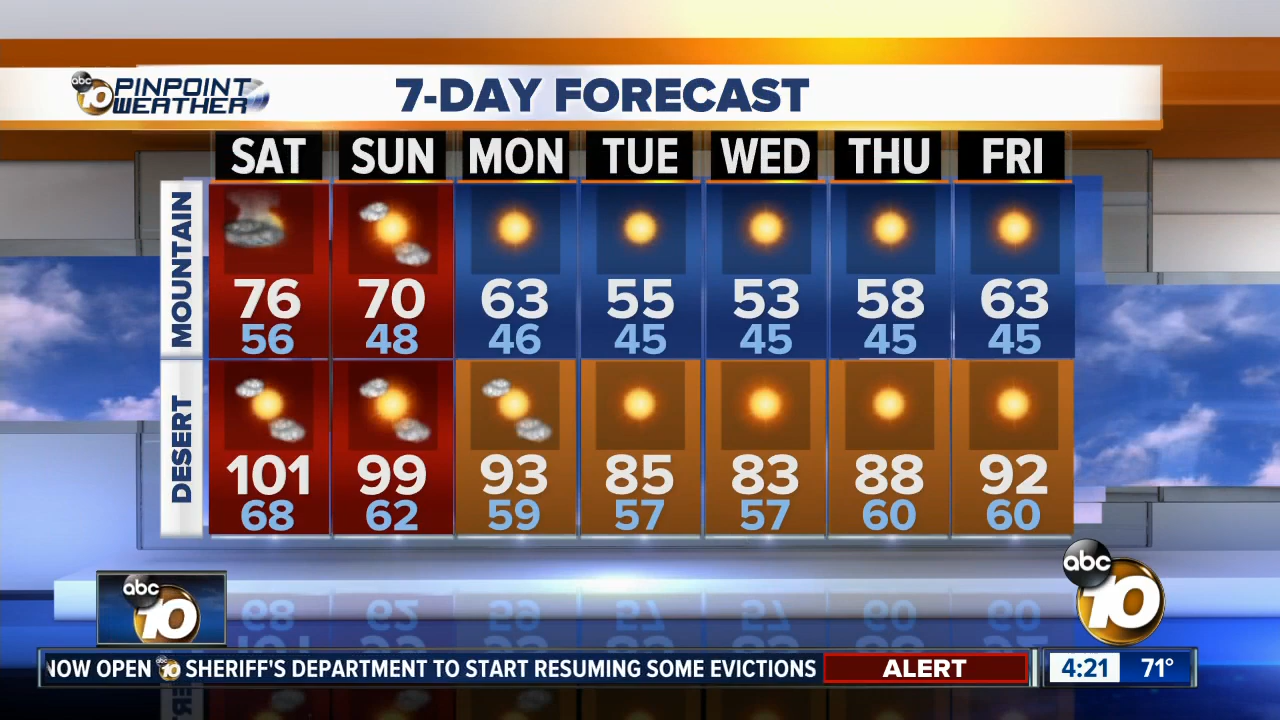 abc 10 PINPOINT WEATHER
7-DAY FORECAST
SAT SUN MON TUE WED THU FRI
MOUNTAIN
76 70 63 55 53 58 63
56 48 46 45 45 45 45
DESERT
101 99 93 85 83 88 92
68 62 59 57 57 60 60
abc 10
abc 10
NOW OPEN abc 10 SHERIFF'S DEPARTMENT TO START RESUMING SOME EVICTIONS ALERT 4:21 71°